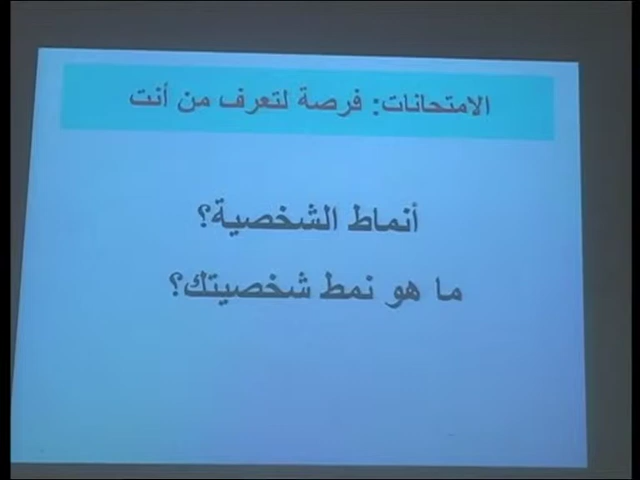 الامتحانات: فرصة لتعرف من أنت
أنماط الشخصية؟
ما هو نمط شخصيتك؟